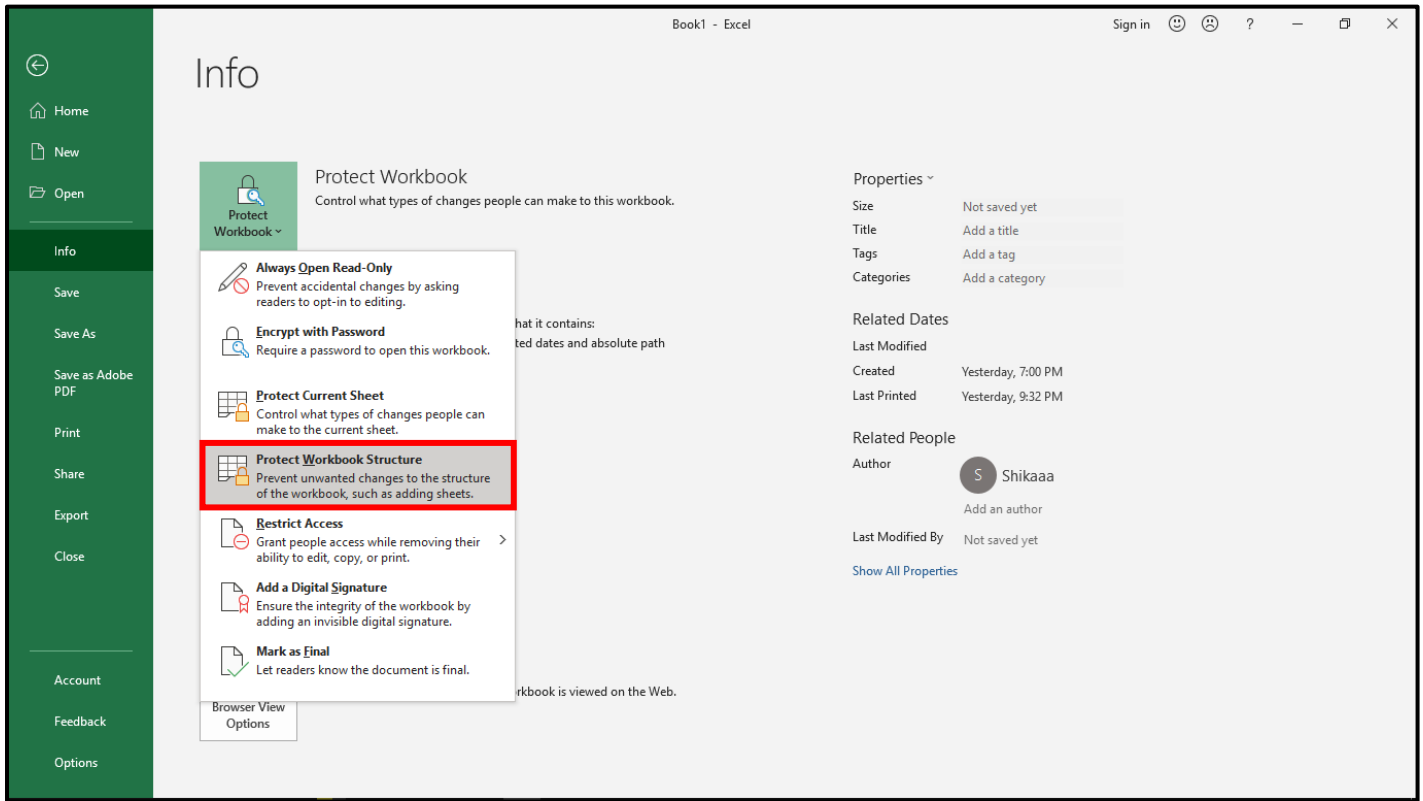 Book1 - Excel
Sign in
?
Info
Home
New
Open
Info
Save
Save As
Save as Adobe
PDF
Print
Share
Export
Close
Account
Feedback
Options
Protect
Workbook
Protect Workbook
Control what types of changes people can make to this workbook.
Always Open Read-Only
Prevent accidental changes by asking
readers to opt-in to editing.
Encrypt with Password
Require a password to open this workbook.
Protect Current Sheet
Control what types of changes people can
make to the current sheet.
Protect Workbook Structure
Prevent unwanted changes to the structure
of the workbook, such as adding sheets.
Restrict Access
Grant people access while removing their
ability to edit, copy, or print.
Add a Digital Signature
Ensure the integrity of the workbook by
adding an invisible digital signature.
Mark as Final
Let readers know the document is final.
hat it contains:
ted dates and absolute path
rkbook is viewed on the Web.
Browser View
Options
Properties
Size Not saved yet
Title Add a title
Tags Add a tag
Categories Add a category
Related Dates
Last Modified
Created Yesterday, 7:00 PM
Last Printed Yesterday, 9:32 PM
Related People
Author
S Shikaaa
Add an author
Last Modified By Not saved yet
Show All Properties